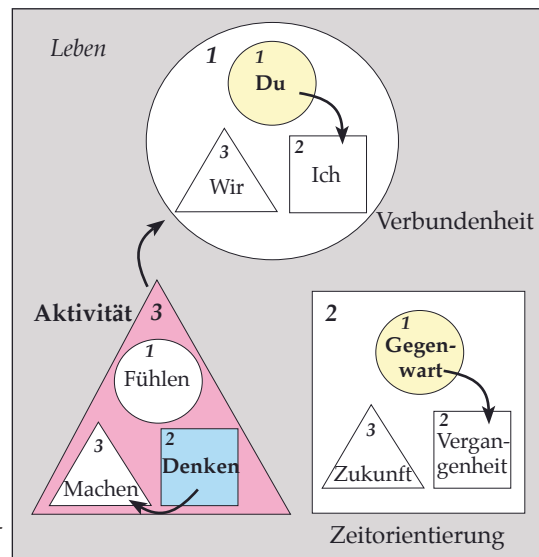 Leben
1
1
Du
3
Wir
2
Ich
Verbundenheit
Aktivität 3
1
Fühlen
3
Machen
2
Denken
2
1
Gegen-
wart
3
Zukunft
2
Vergan-
genheit
Zeitorientierung